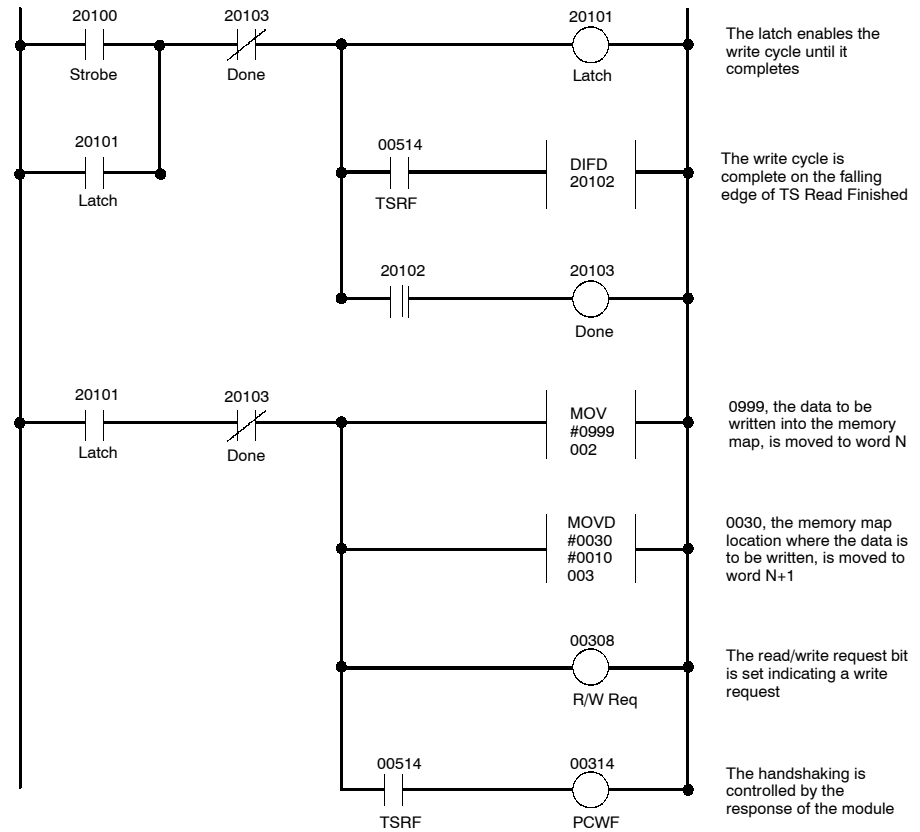 20100
20103
20101
Strobe
Done
Latch
The latch enables the
write cycle until it
completes
20101
Latch
00514
TSRF
DIFD
20102
The write cycle is
complete on the falling
edge of TS Read Finished
20102
20103
Done
20101
20103
Latch
Done
MOV
#0999
002
0999, the data to be
written into the memory
map, is moved to word N
MOVD
#0030
#0010
003
0030, the memory map
location where the data is
to be written, is moved to
word N+1
00308
R/W Req
The read/write request bit
is set indicating a write
request
00514
00314
TSRF
PCWF
The handshaking is
controlled by the
response of the module